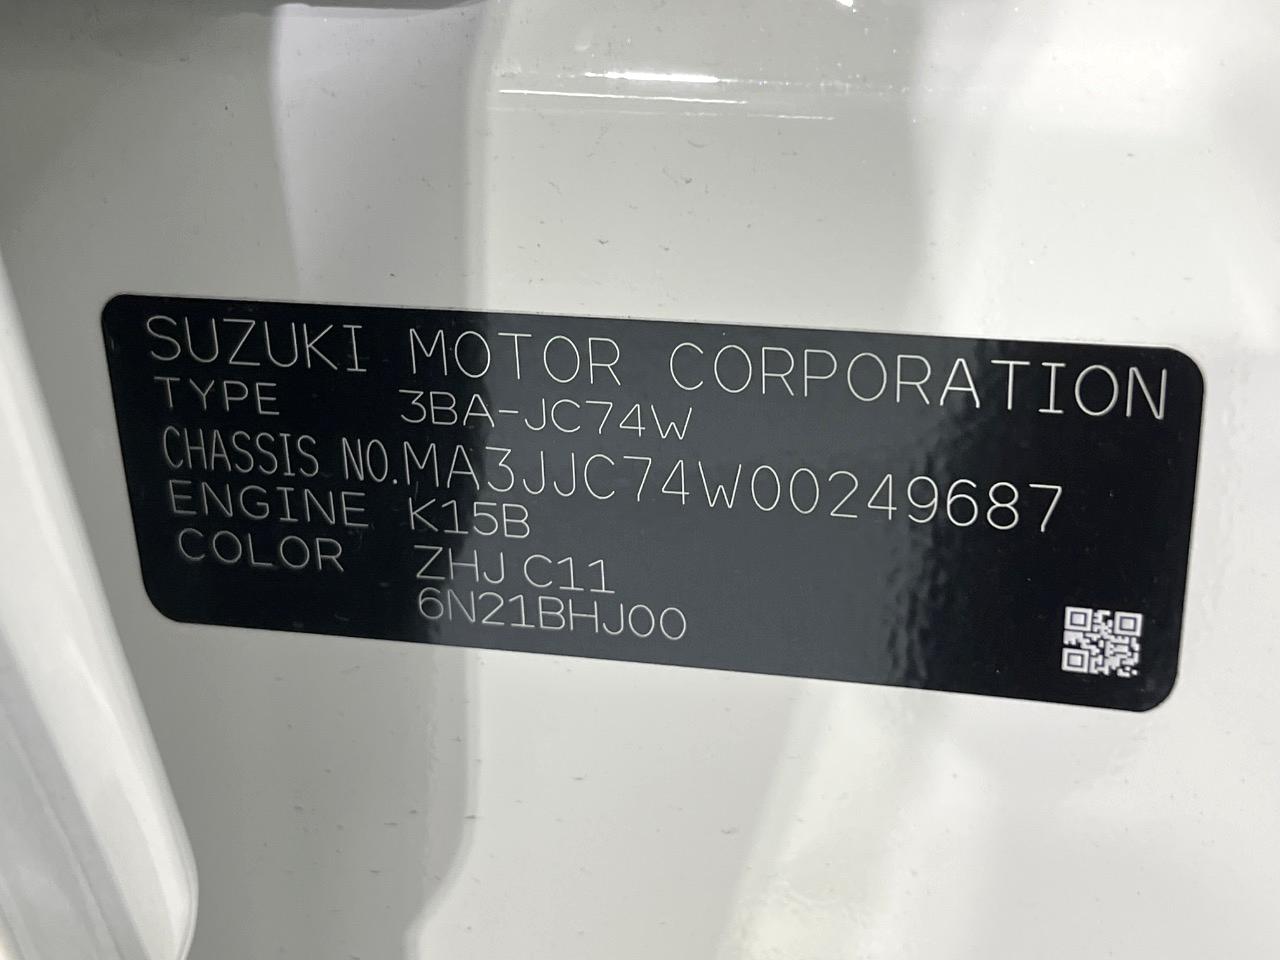 SUZUKI MOTOR CORPORATION
TYPE 3BA-JC74W
CHASSIS NO. MA3JJC74W00249687
ENGINE K15B
COLOR ZHJ C11
6N21BHJ00